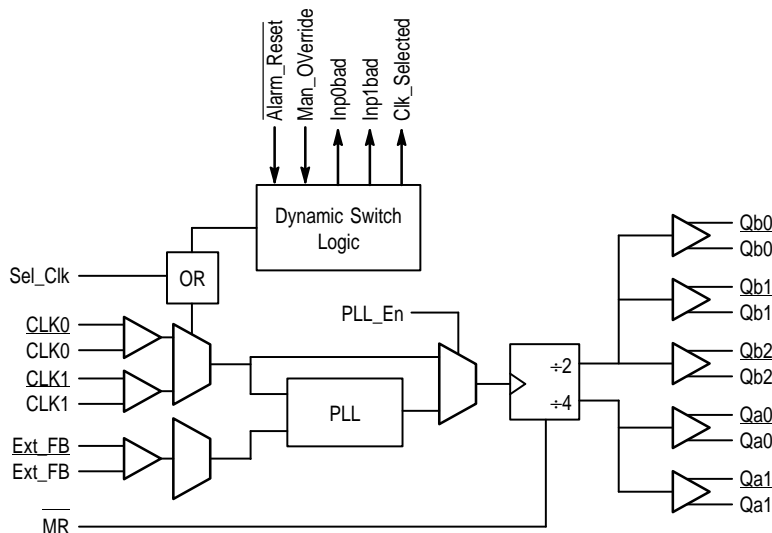 Alarm_Reset
Man_OVerride
Inp0bad
Inp1bad
Clk_Selected
Dynamic Switch
Logic
Sel_Clk
OR
CLK0
CLK0
CLK1
CLK1
Ext_FB
Ext_FB
MR
PLL_En
PLL
÷2
÷4
Qb0
Qb0
Qb1
Qb1
Qb2
Qb2
Qa0
Qa0
Qa1
Qa1